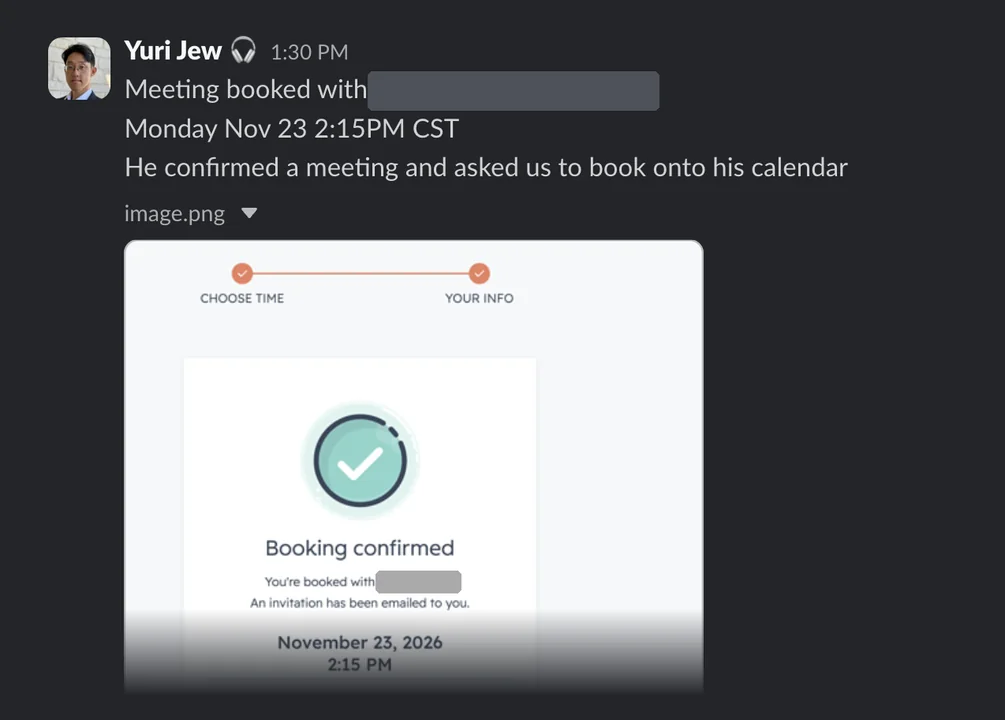 Yuri Jew 1:30 PM
Meeting booked with
Monday Nov 23 2:15PM CST
He confirmed a meeting and asked us to book onto his calendar
image.png
CHOOSE TIME YOUR INFO
Booking confirmed
You're booked with
An invitation has been emailed to you.
November 23, 2026
2:15 PM